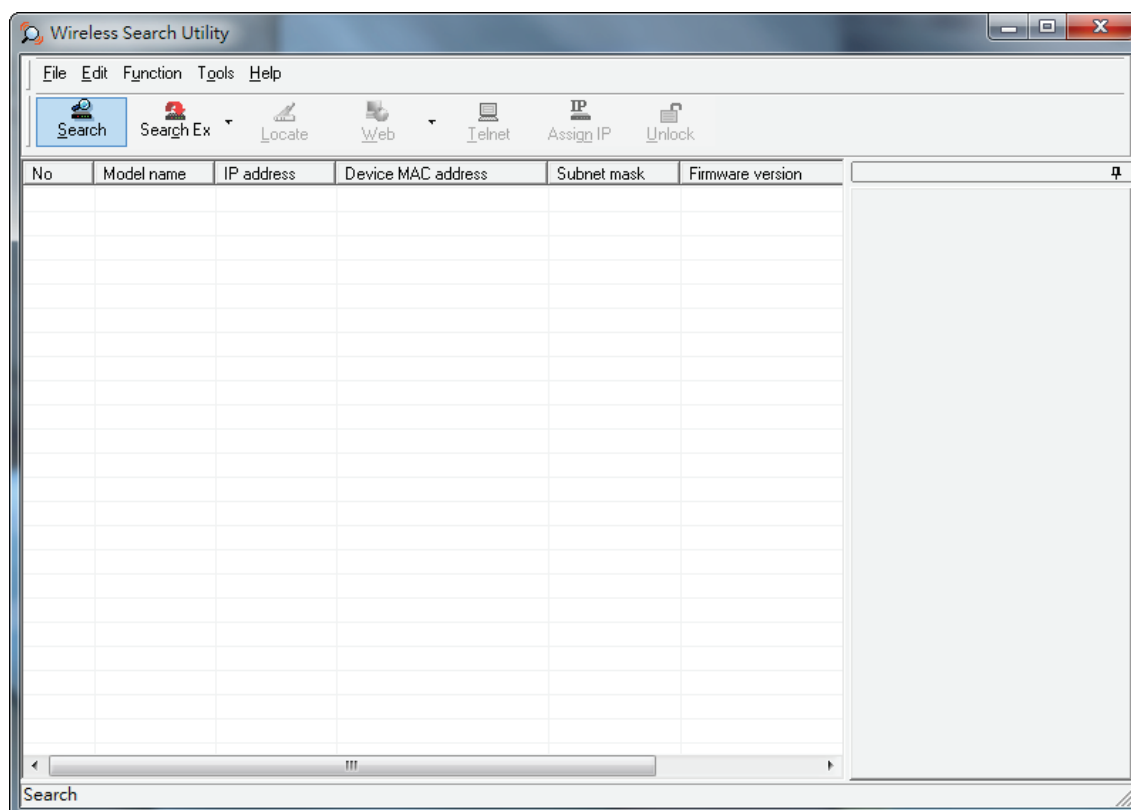 Wireless Search Utility
File Edit Function Tools Help
Search Search Ex Locate Web Telnet Assign IP Unlock
No Model name IP address Device MAC address Subnet mask Firmware version
Search